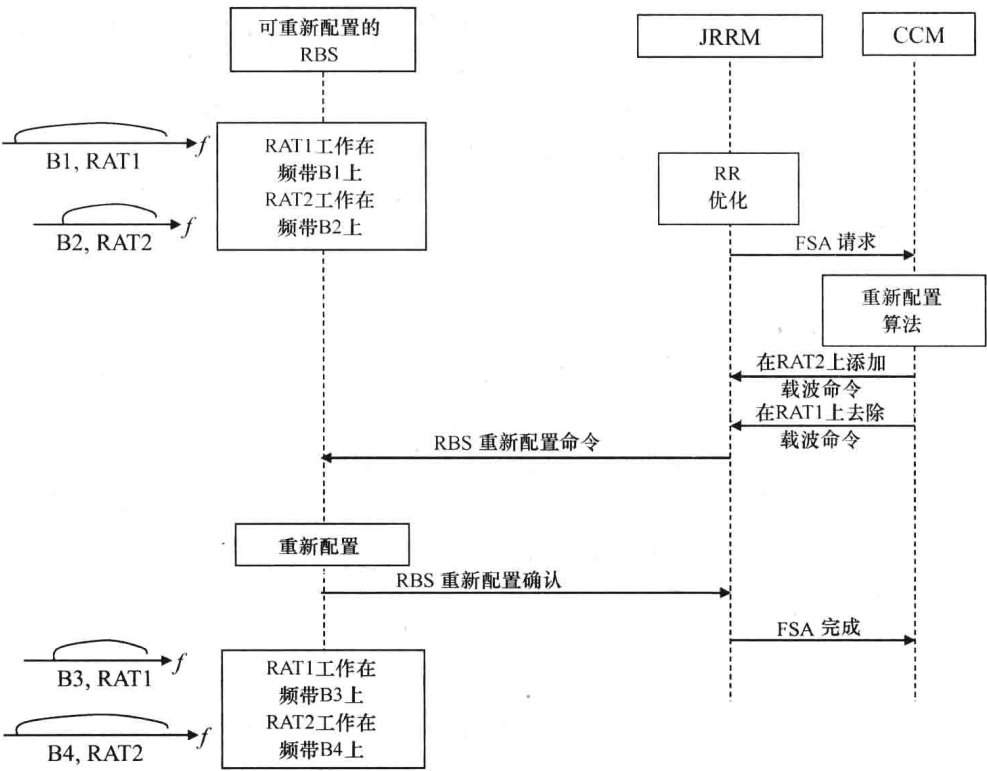 可重新配置的
RBS
JRRM
CCM
f
B1, RAT1
RAT1工作在
频带B1上
RAT2工作在
频带B2上
f
B2, RAT2
RR
优化
FSA 请求
重新配置
算法
在RAT2上添加
载波命令
在RAT1上去除
载波命令
RBS 重新配置命令
重新配置
RBS 重新配置确认
FSA 完成
f
B3, RAT1
RAT1工作在
频带B3上
RAT2工作在
频带B4上
f
B4, RAT2